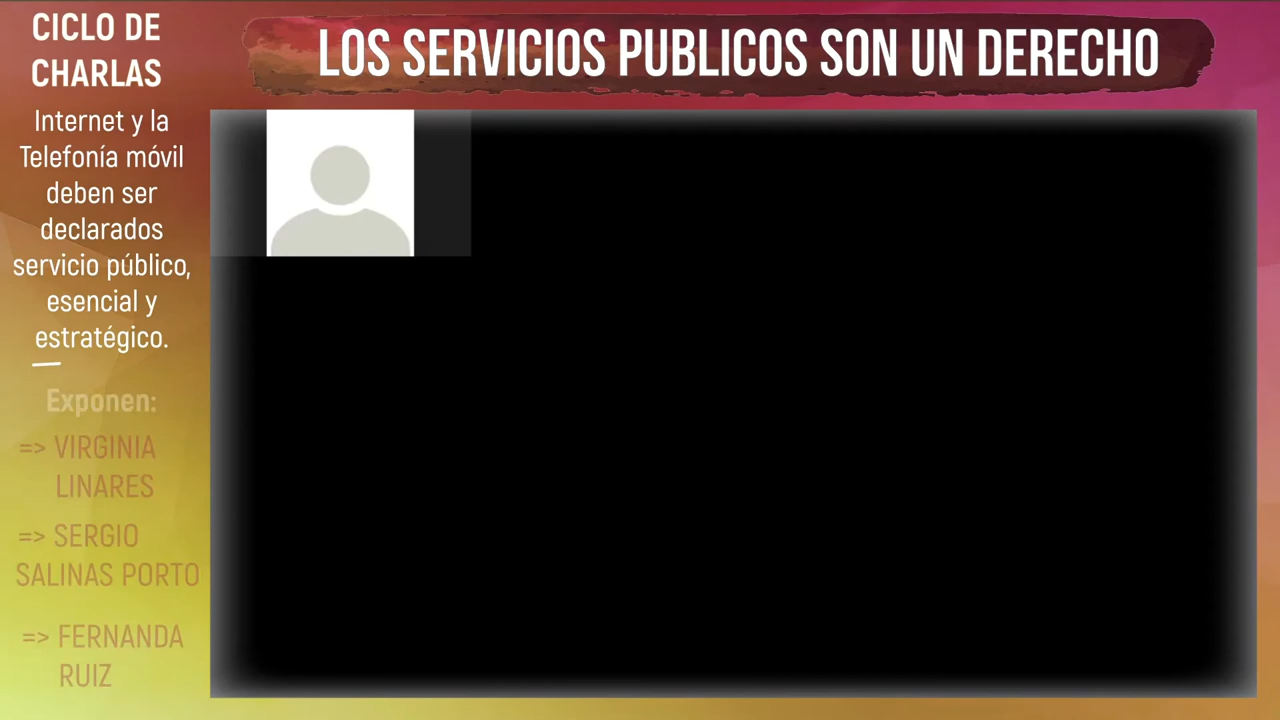 CICLO DE
CHARLAS
LOS SERVICIOS PUBLICOS SON UN DERECHO
Internet y la
Telefonía móvil
deben ser
declarados
servicio público,
esencial y
estratégico.
Exponen:
=> VIRGINIA
LINARES
=> SERGIO
SALINAS PORTO
=> FERNANDA
RUIZ